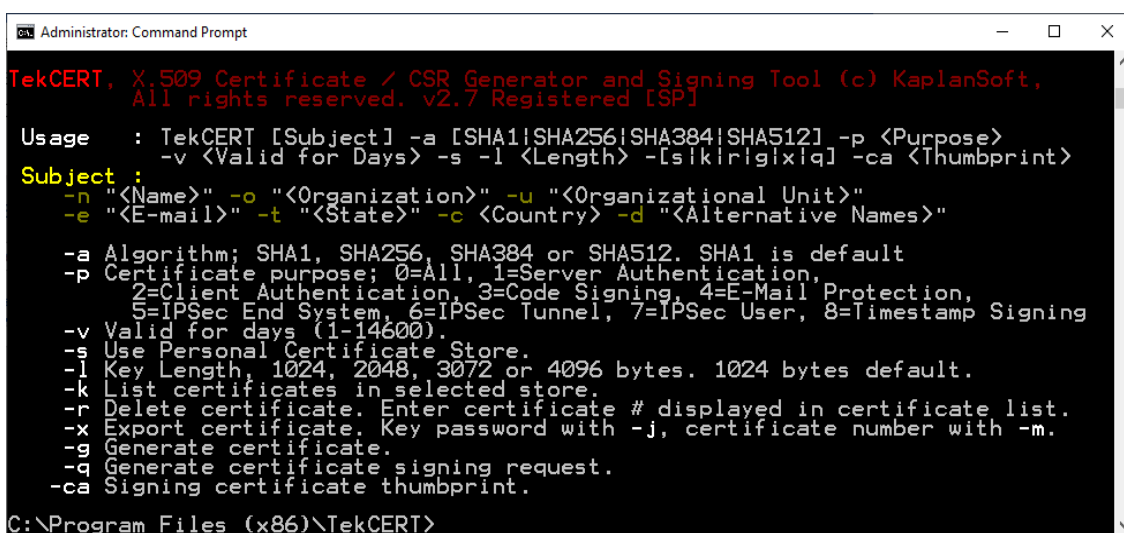 Administrator: Command Prompt
TekCERT, X.509 Certificate / CSR Generator and Signing Tool (c) KaplanSoft,
All rights reserved. v2.7 Registered [SP]
Usage : TekCERT [Subject] -a [SHA1|SHA256|SHA384|SHA512] -p <Purpose>
-v <Valid for Days> -s -l <Length> -[s|k|r|g|x|q] -ca <Thumbprint>
Subject :
-n "<Name>" -o "<Organization>" -u "<Organizational Unit>"
-e "<E-mail>" -t "<State>" -c <Country> -d "<Alternative Names>"
-a Algorithm; SHA1, SHA256, SHA384 or SHA512. SHA1 is default
-p Certificate purpose; 0=All, 1=Server Authentication,
2=Client Authentication, 3=Code Signing, 4=E-Mail Protection,
5=IPSec End System, 6=IPSec Tunnel, 7=IPSec User, 8=Timestamp Signing
-v Valid for days (1-14600).
-s Use Personal Certificate Store.
-l Key Length, 1024, 2048, 3072 or 4096 bytes. 1024 bytes default.
-k List certificates in selected store.
-r Delete certificate. Enter certificate # displayed in certificate list.
-x Export certificate. Key password with -j, certificate number with -m.
-g Generate certificate.
-q Generate certificate signing request.
-ca Signing certificate thumbprint.
C:\Program Files (x86)\TekCERT>